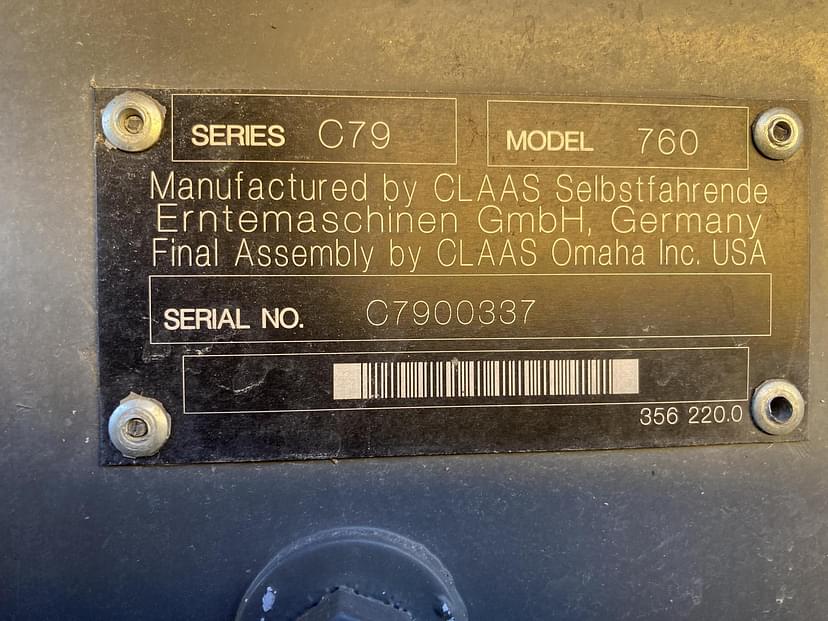 SERIES C79 MODEL 760
Manufactured by CLAAS Selbstfahrende
Erntemaschinen GmbH, Germany
Final Assembly by CLAAS Omaha Inc. USA
SERIAL NO. C7900337
356 220.0